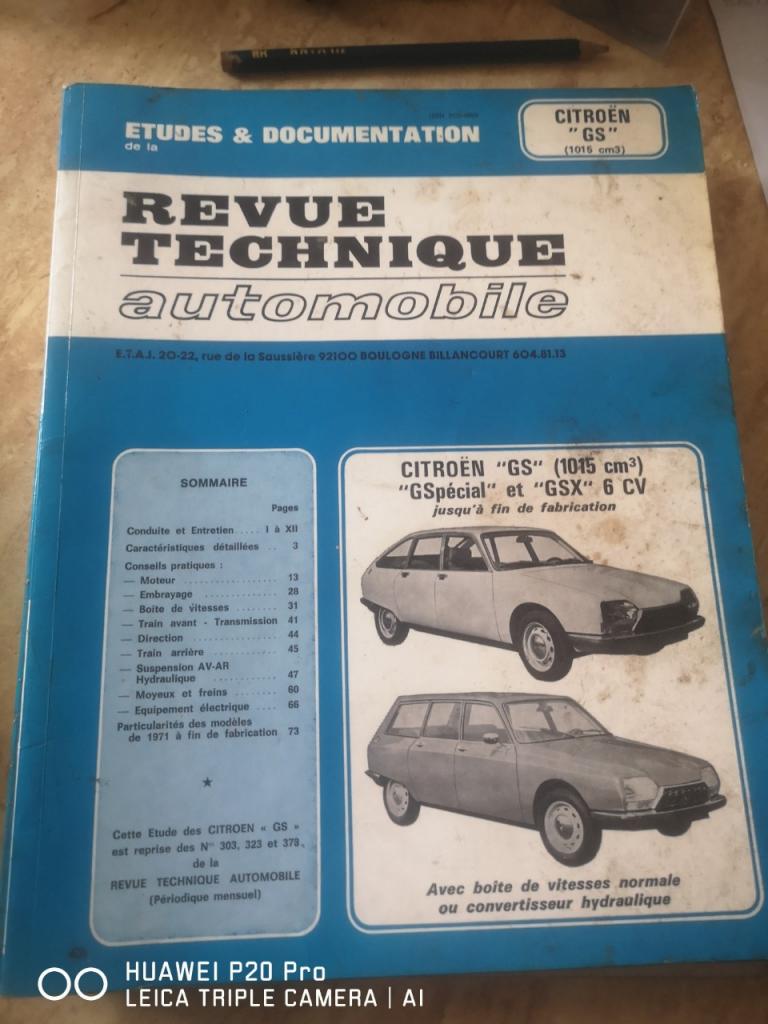 ETUDES & DOCUMENTATION
de la
CITROËN
"GS"
(1015 cm3)
REVUE
TECHNIQUE
automobile
E.T.A.I. 20-22, rue de la Saussière 92100 BOULOGNE BILLANCOURT 604.81.13
SOMMAIRE
Pages
Conduite et Entretien ..... I à XII
Caractéristiques détaillées .. 3
Conseils pratiques :
— Moteur .................. 13
— Embrayage .............. 28
— Boite de vitesses ........ 31
— Train avant - Transmission 41
— Direction ................ 44
— Train arrière ............. 45
— Suspension AV-AR
Hydraulique ............ 47
— Moyeux et freins ........ 60
— Equipement électrique .... 66
Particularités des modèles
de 1971 à fin de fabrication 73
★
Cette Etude des CITROEN « GS »
est reprise des Nos 303, 323 et 378,
de la
REVUE TECHNIQUE AUTOMOBILE
(Périodique mensuel)
CITROËN "GS" (1015 cm³)
"GSpécial" et "GSX" 6 CV
jusqu'à fin de fabrication
Avec boite de vitesses normale
ou convertisseur hydraulique
HUAWEI P20 Pro
LEICA TRIPLE CAMERA | AI